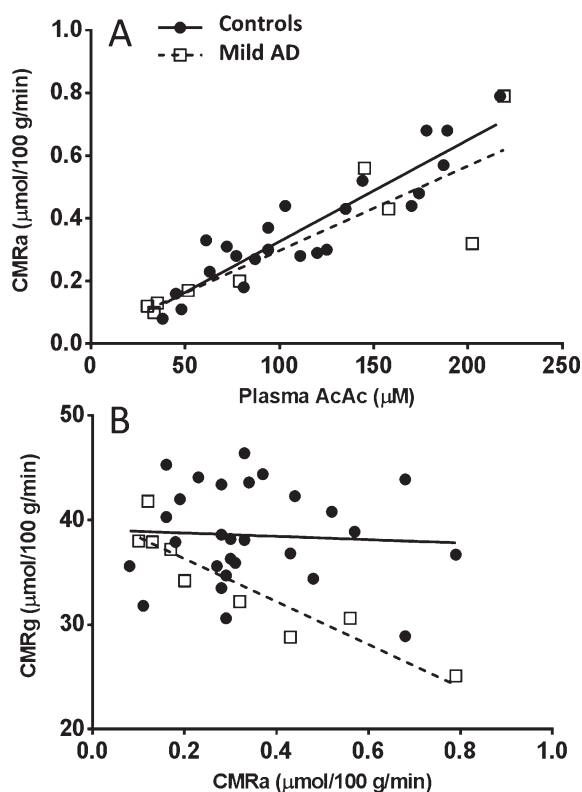 A
Controls
Mild AD
CMRa (μmol/100 g/min)
1.0
0.8
0.6
0.4
0.2
0.0
0 50 100 150 200 250
Plasma AcAc (μM)
B
CMRg (μmol/100 g/min)
50
40
30
20
0.0 0.2 0.4 0.6 0.8 1.0
CMRa (μmol/100 g/min)